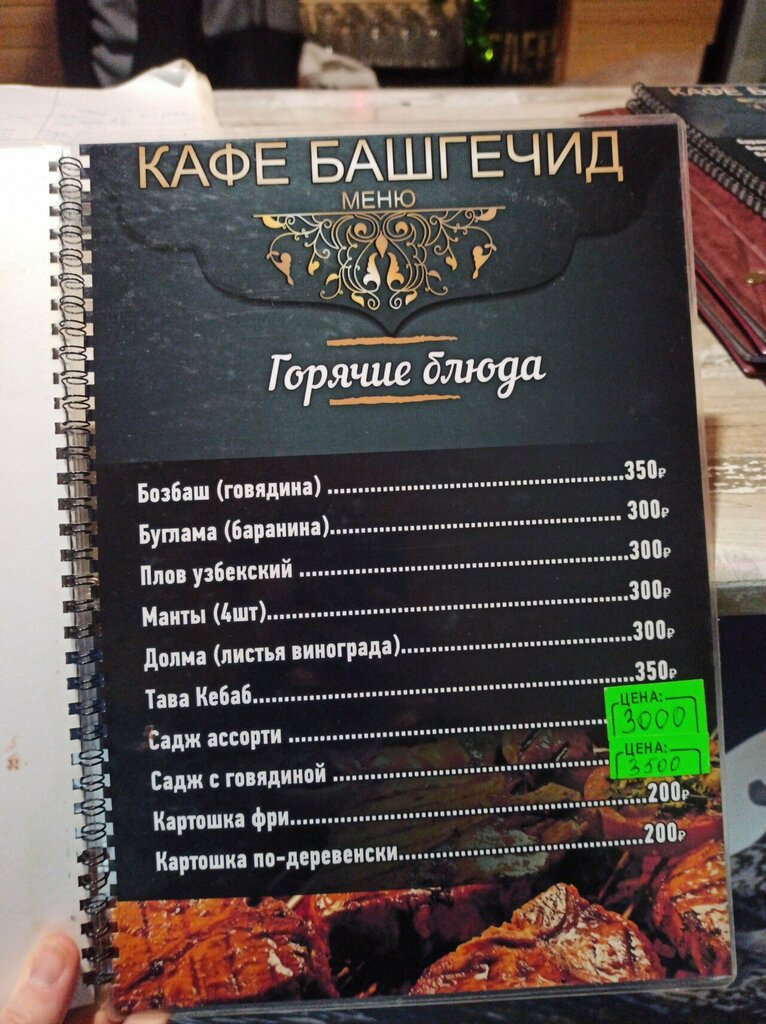 КАФЕ БАШГЕЧИД
МЕНЮ
Горячие блюда
Бозбаш (говядина) ..................................................350₽
Буглама (баранина)................................................. 300₽
Плов узбекский .......................................................300₽
Манты (4шт)............................................................300₽
Долма (листья винограда).......................................300₽
Тава Кебаб...............................................................350₽
Садж ассорти ....................................................
ЦЕНА:
3000
Садж с говядиной .............................................
ЦЕНА:
3500
Картошка фри...........................................................200₽
Картошка по-деревенски.........................................200₽